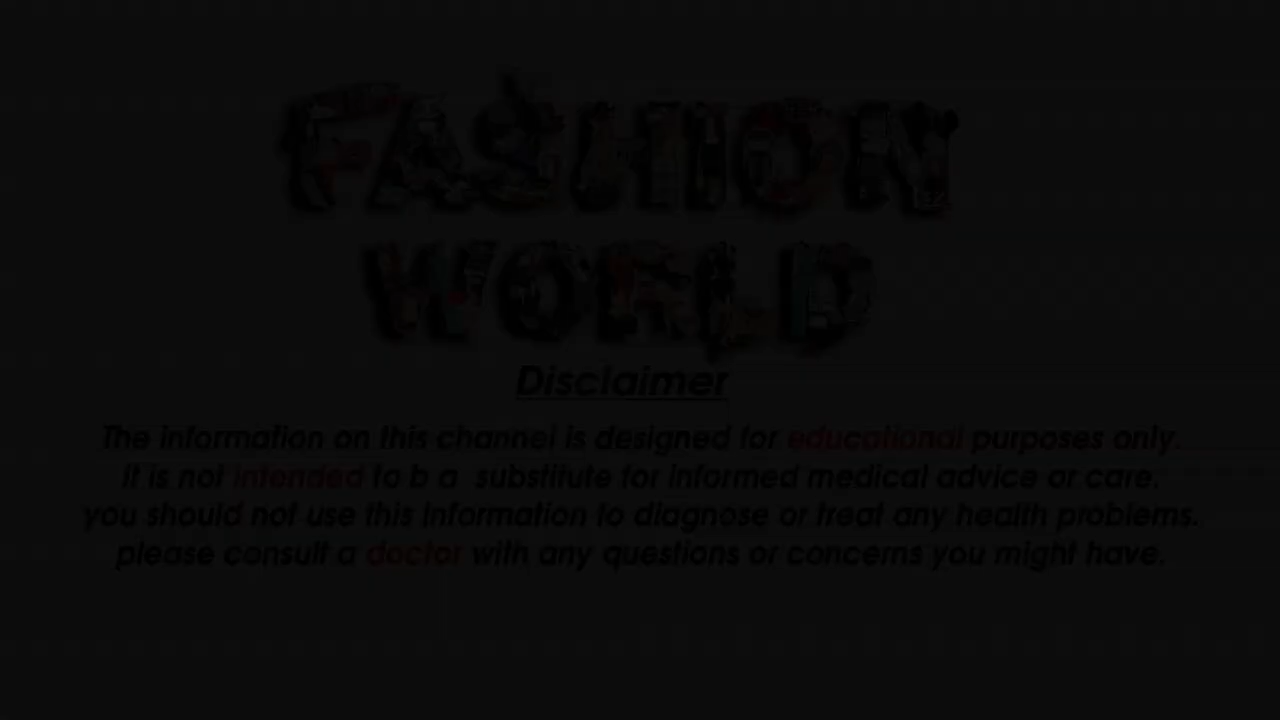 FASHION
WORLD
Disclaimer
The information on this channel is designed for educational purposes only.
it is not intended to b a substitute for informed medical advice or care.
you should not use this information to diagnose or treat any health problems.
please consult a doctor with any questions or concerns you might have.